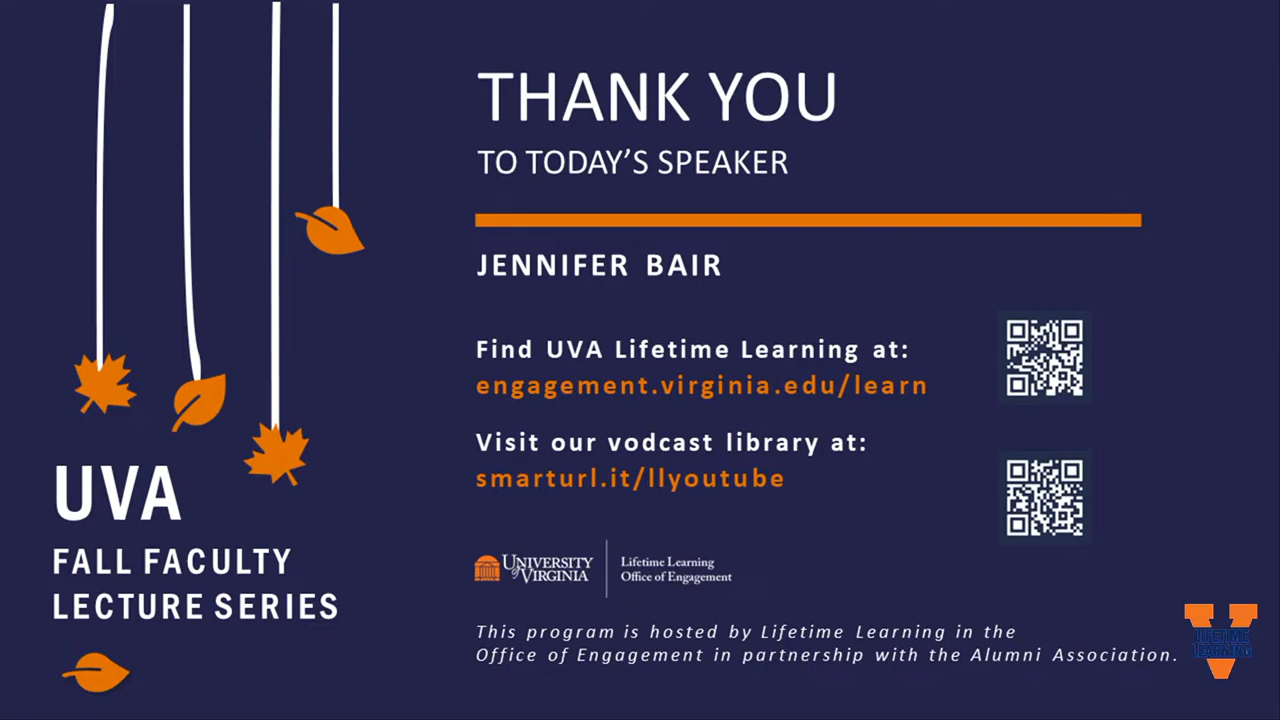 THANK YOU
TO TODAY’S SPEAKER
JENNIFER BAIR
Find UVA Lifetime Learning at:
engagement.virginia.edu/learn
Visit our vodcast library at:
smarturl.it/llyoutube
UVA
FALL FACULTY
LECTURE SERIES
UNIVERSITY
of VIRGINIA
Lifetime Learning
Office of Engagement
This program is hosted by Lifetime Learning in the
Office of Engagement in partnership with the Alumni Association.
LIFETIME
LEARNING